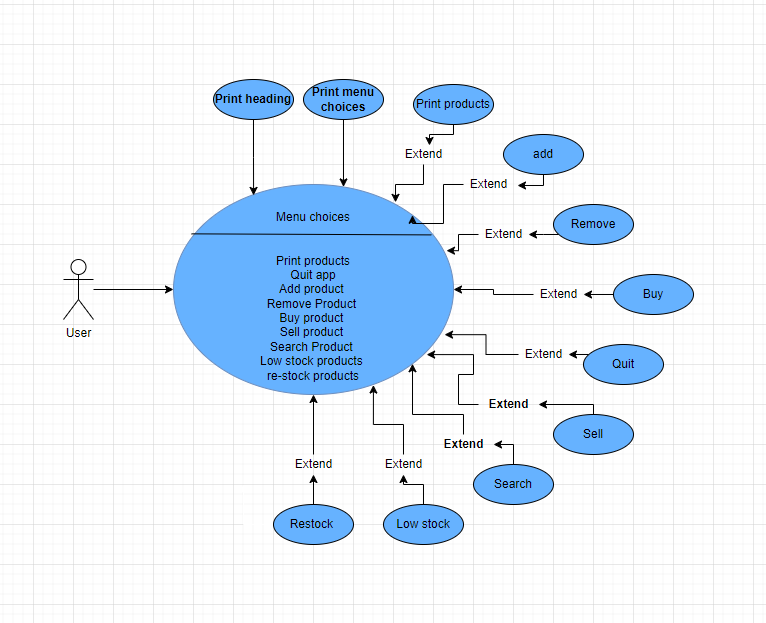 Print heading
Print menu
choices
Print products
Extend
add
Extend
Remove
Extend
Menu choices
Print products
Quit app
Add product
Remove Product
Buy product
Sell product
Search Product
Low stock products
re-stock products
User
Extend
Buy
Extend
Quit
Extend
Sell
Extend
Search
Extend
Extend
Restock
Low stock